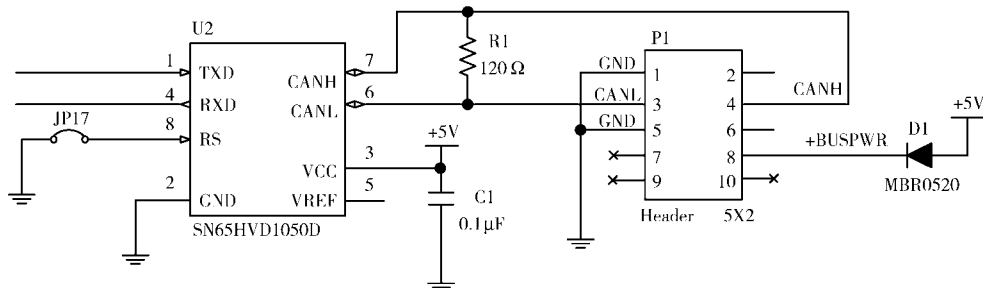 U2
1 TXD
4 RXD
8 RS
2 GND
CANH 7
CANL 6
VCC 3
VREF 5
SN65HVD1050D
JP17
R1
120 Ω
+5V
C1
0.1μF
P1
GND 1
CANL 3
GND 5
7
9
2
4 CANH
6
8 +BUSPWR
10
Header 5X2
D1
MBR0520
+5V